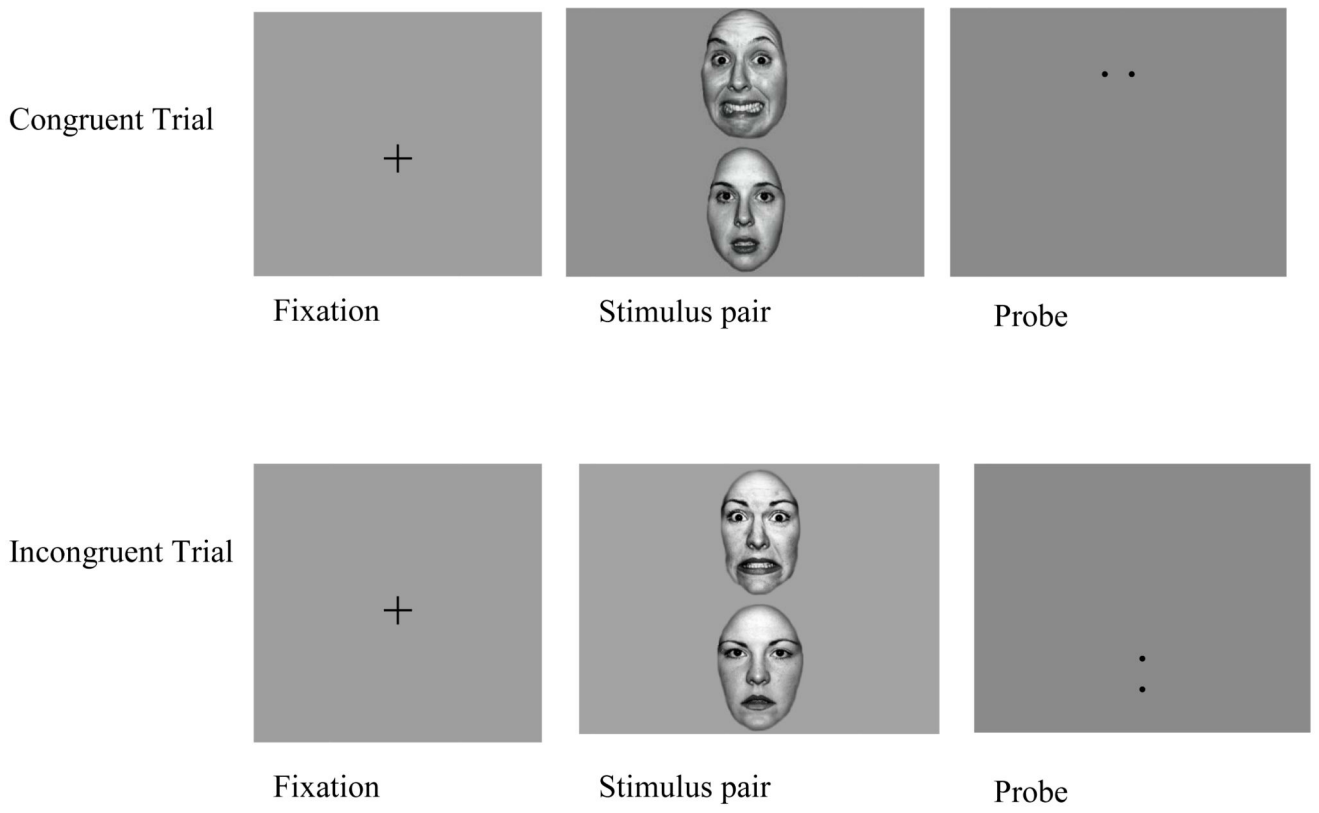 Congruent Trial
Fixation
Stimulus pair
Probe
Incongruent Trial
Fixation
Stimulus pair
Probe